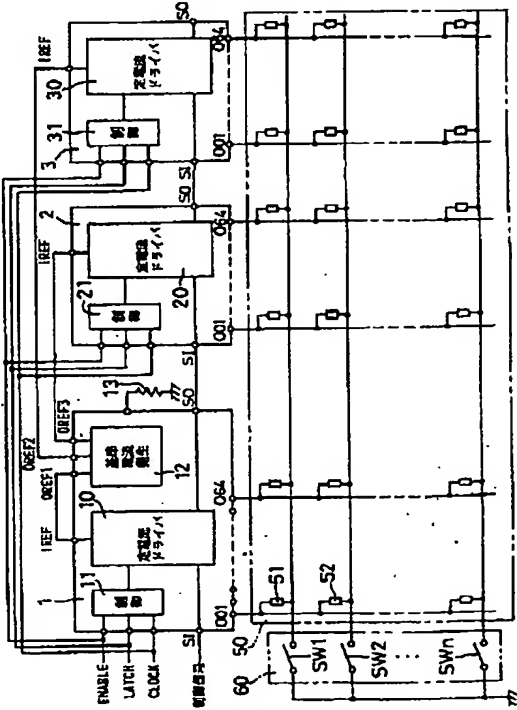 ENABLE
LATCH
CLOCK
制御信号
SI
1
11
制御
10
定電流
ドライバ
IREF
OREF1
OREF2
OREF3
12
基準
電流発生
13
SO
O01
O64
IREF
2
21
制御
20
定電流
ドライバ
SI
SO
O01
O64
IREF
3
31
制御
30
定電流
ドライバ
SI
SO
O01
O64
50
51
52
60
SW1
SW2
SWn